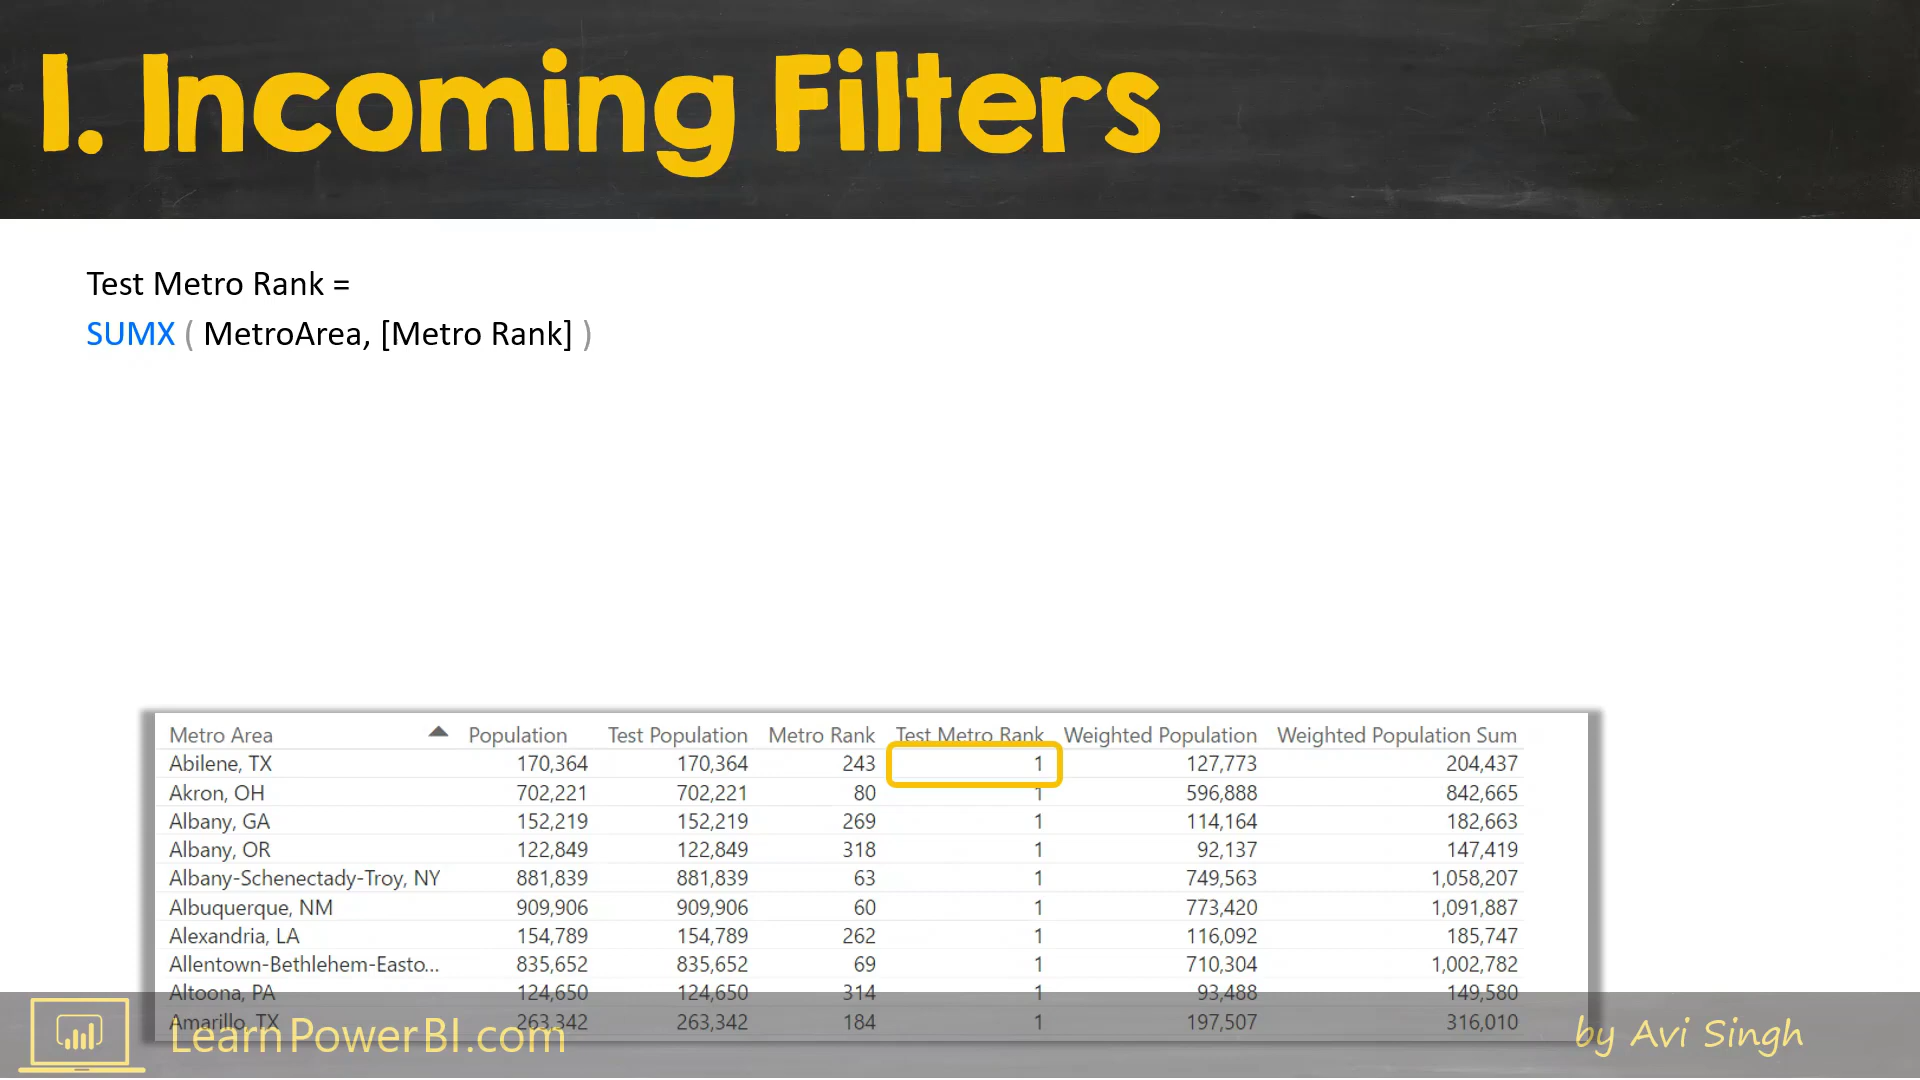 1. Incoming Filters
Test Metro Rank =
SUMX ( MetroArea, [Metro Rank] )
Metro Area Population Test Population Metro Rank Test Metro Rank Weighted Population Weighted Population Sum
Abilene, TX 170,364 170,364 243 1 127,773 204,437
Akron, OH 702,221 702,221 80 1 596,888 842,665
Albany, GA 152,219 152,219 269 1 114,164 182,663
Albany, OR 122,849 122,849 318 1 92,137 147,419
Albany-Schenectady-Troy, NY 881,839 881,839 63 1 749,563 1,058,207
Albuquerque, NM 909,906 909,906 60 1 773,420 1,091,887
Alexandria, LA 154,789 154,789 262 1 116,092 185,747
Allentown-Bethlehem-Easto... 835,652 835,652 69 1 710,304 1,002,782
Altoona, PA 124,650 124,650 314 1 93,488 149,580
Amarillo, TX 263,342 263,342 184 1 197,507 316,010
LearnPowerBI.com
by Avi Singh